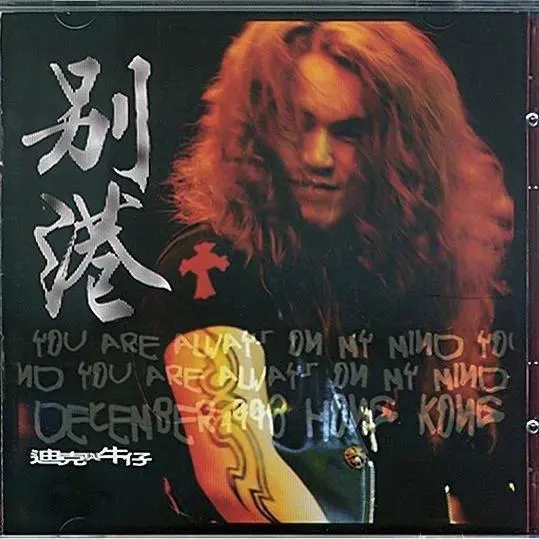 别港
YOU ARE ALWAYS ON MY MIND YOU
ND YOU ARE ALWAYS ON MY MIND
DECEMBER HONG KONG
迪克牛仔